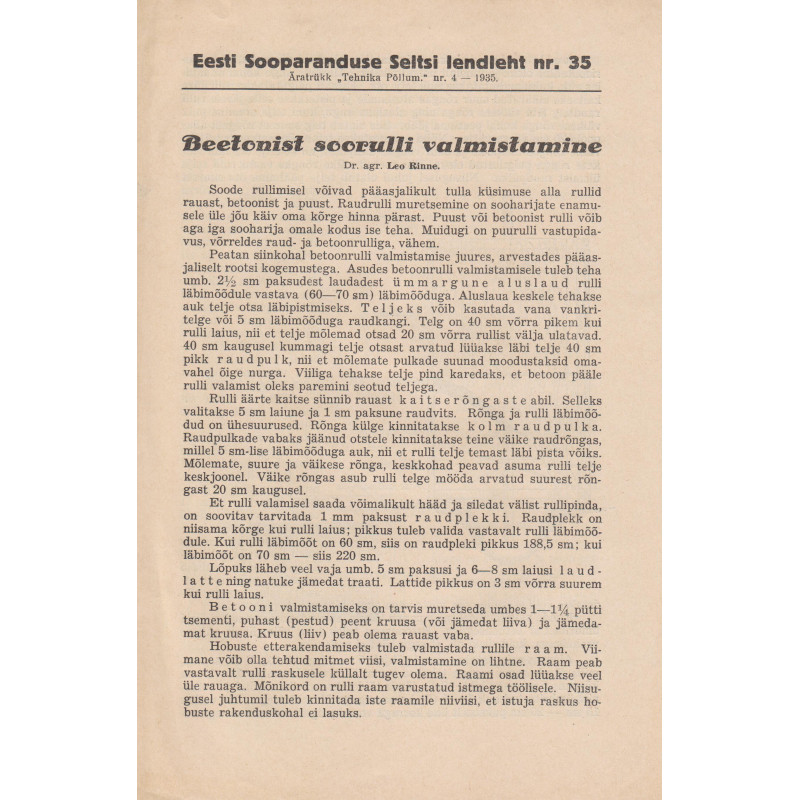 Eesti Sooparanduse Seltsi lendleht nr. 35
Äratrükk „Tehnika Põllum.“ nr. 4 — 1935.
Beetonist soorulli valmistamine
Dr. agr. Leo Rinne.
Soode rullimisel võivad pääasjalikult tulla küsimuse alla rullid
rauast, betoonist ja puust. Raudrulli muretsemine on sooharijate enamu-
sele üle jõu käiv oma kõrge hinna pärast. Puust või betoonist rulli võib
aga iga sooharija omale kodus ise teha. Muidugi on puurulli vastupida-
vus, võrreldes raud- ja betoonrulliga, vähem.
Peatan siinkohal betoonrulli valmistamise juures, arvestades pääas-
jaliselt rootsi kogemustega. Asudes betoonrulli valmistamisele tuleb teha
umb. 2½ sm paksudest laudadest ümmargune aluslaud rulli
läbimõõdule vastava (60—70 sm) läbimõõduga. Aluslaua keskele tehakse
auk telje otsa läbipistmiseks. Teljeks võib kasutada vana vankri-
telge või 5 sm läbimõõduga raudkangi. Telg on 40 sm võrra pikem kui
rulli laius, nii et telje mõlemad otsad 20 sm võrra rullist välja ulatavad.
40 sm kaugusel kummagi telje otsast arvatud lüüakse läbi telje 40 sm
pikk raudpulk, nii et mõlemate pulkade suunad moodustaksid oma-
vahel õige nurga. Viiliga tehakse telje pind karedaks, et betoon pääle
rulli valamist oleks paremini seotud teljega.
Rulli äärte kaitse sünnib rauast kaitserõngaste abil. Selleks
valitakse 5 sm laiune ja 1 sm paksune raudvits. Rõnga ja rulli läbimõõ-
dud on ühesuurused. Rõnga külge kinnitatakse kolm raudpulka.
Raudpulkade vabaks jäänud otstele kinnitatakse teine väike raudrõngas,
millel 5 sm-lise läbimõõduga auk, nii et rulli telje temast läbi pista võiks.
Mõlemate, suure ja väikese rõnga, keskkohad peavad asuma rulli telje
keskjoonel. Väike rõngas asub rulli telge mööda arvatud suurest rõn-
gast 20 sm kaugusel.
Et rulli valamisel saada võimalikult hääd ja siledat välist rullipinda,
on soovitav tarvitada 1 mm paksust raudplekki. Raudplekk on
niisama kõrge kui rulli laius; pikkus tuleb valida vastavalt rulli läbimõõ-
dule. Kui rulli läbimõõt on 60 sm, siis on raudpleki pikkus 188,5 sm; kui
läbimõõt on 70 sm — siis 220 sm.
Lõpuks läheb veel vaja umb. 5 sm paksusi ja 6—8 sm laiusi laud-
latte ning natuke jämedat traati. Lattide pikkus on 3 sm võrra suurem
kui rulli laius.
Betooni valmistamiseks on tarvis muretseda umbes 1—1¼ pütti
tsementi, puhast (pestud) peent kruusa (või jämedat liiva) ja jämeda-
mat kruusa. Kruus (liiv) peab olema rauast vaba.
Hobuste etterakendamiseks tuleb valmistada rullile raam. Vii-
mane võib olla tehtud mitmet viisi, valmistamine on lihtne. Raam peab
vastavalt rulli raskusele küllalt tugev olema. Raami osad lüüakse veel
üle rauaga. Mõnikord on rulli raam varustatud istmega töölisele. Niisu-
gusel juhtumil tuleb kinnitada iste raamile niiviisi, et istuja raskus ho-
buste rakenduskohal ei lasuks.